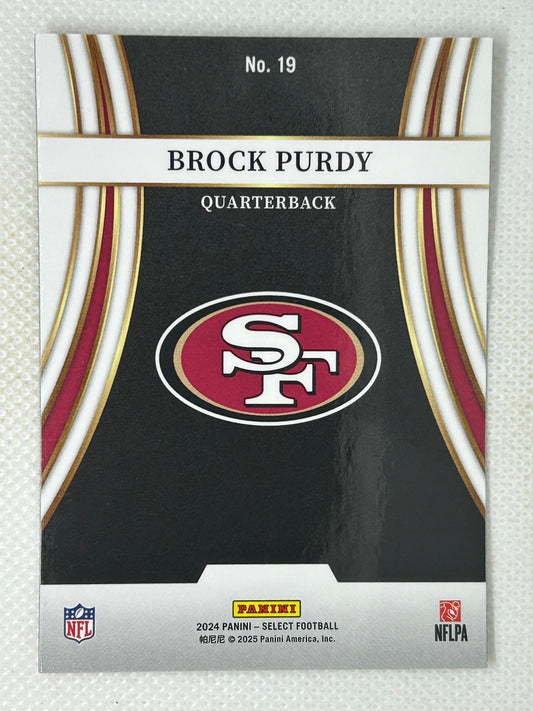 No. 19
BROCK PURDY
QUARTERBACK
SF
PANINI
2024 PANINI – SELECT FOOTBALL
帕尼尼 © 2025 Panini America, Inc.
NFL
NFLPA